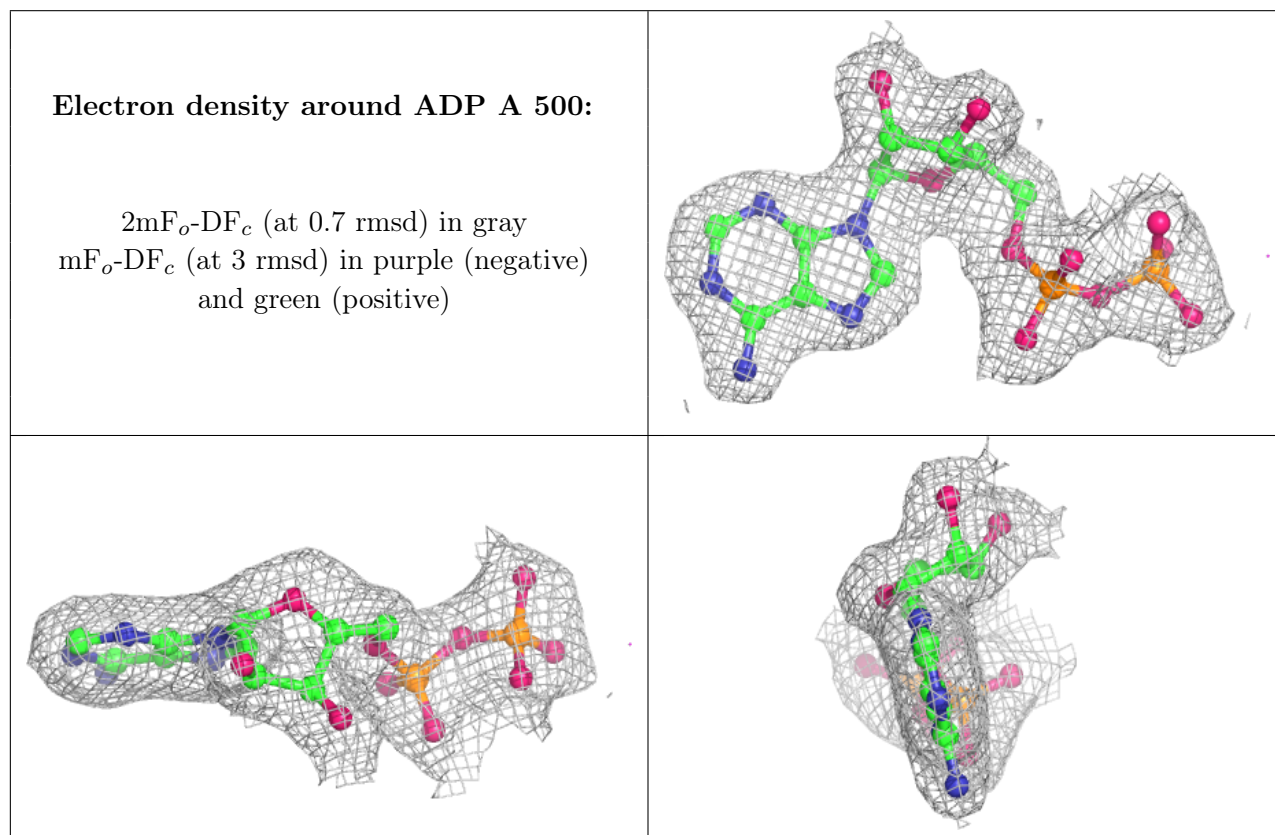 Electron density around ADP A 500:
2mFo-DFc (at 0.7 rmsd) in gray
mFo-DFc (at 3 rmsd) in purple (negative)
and green (positive)